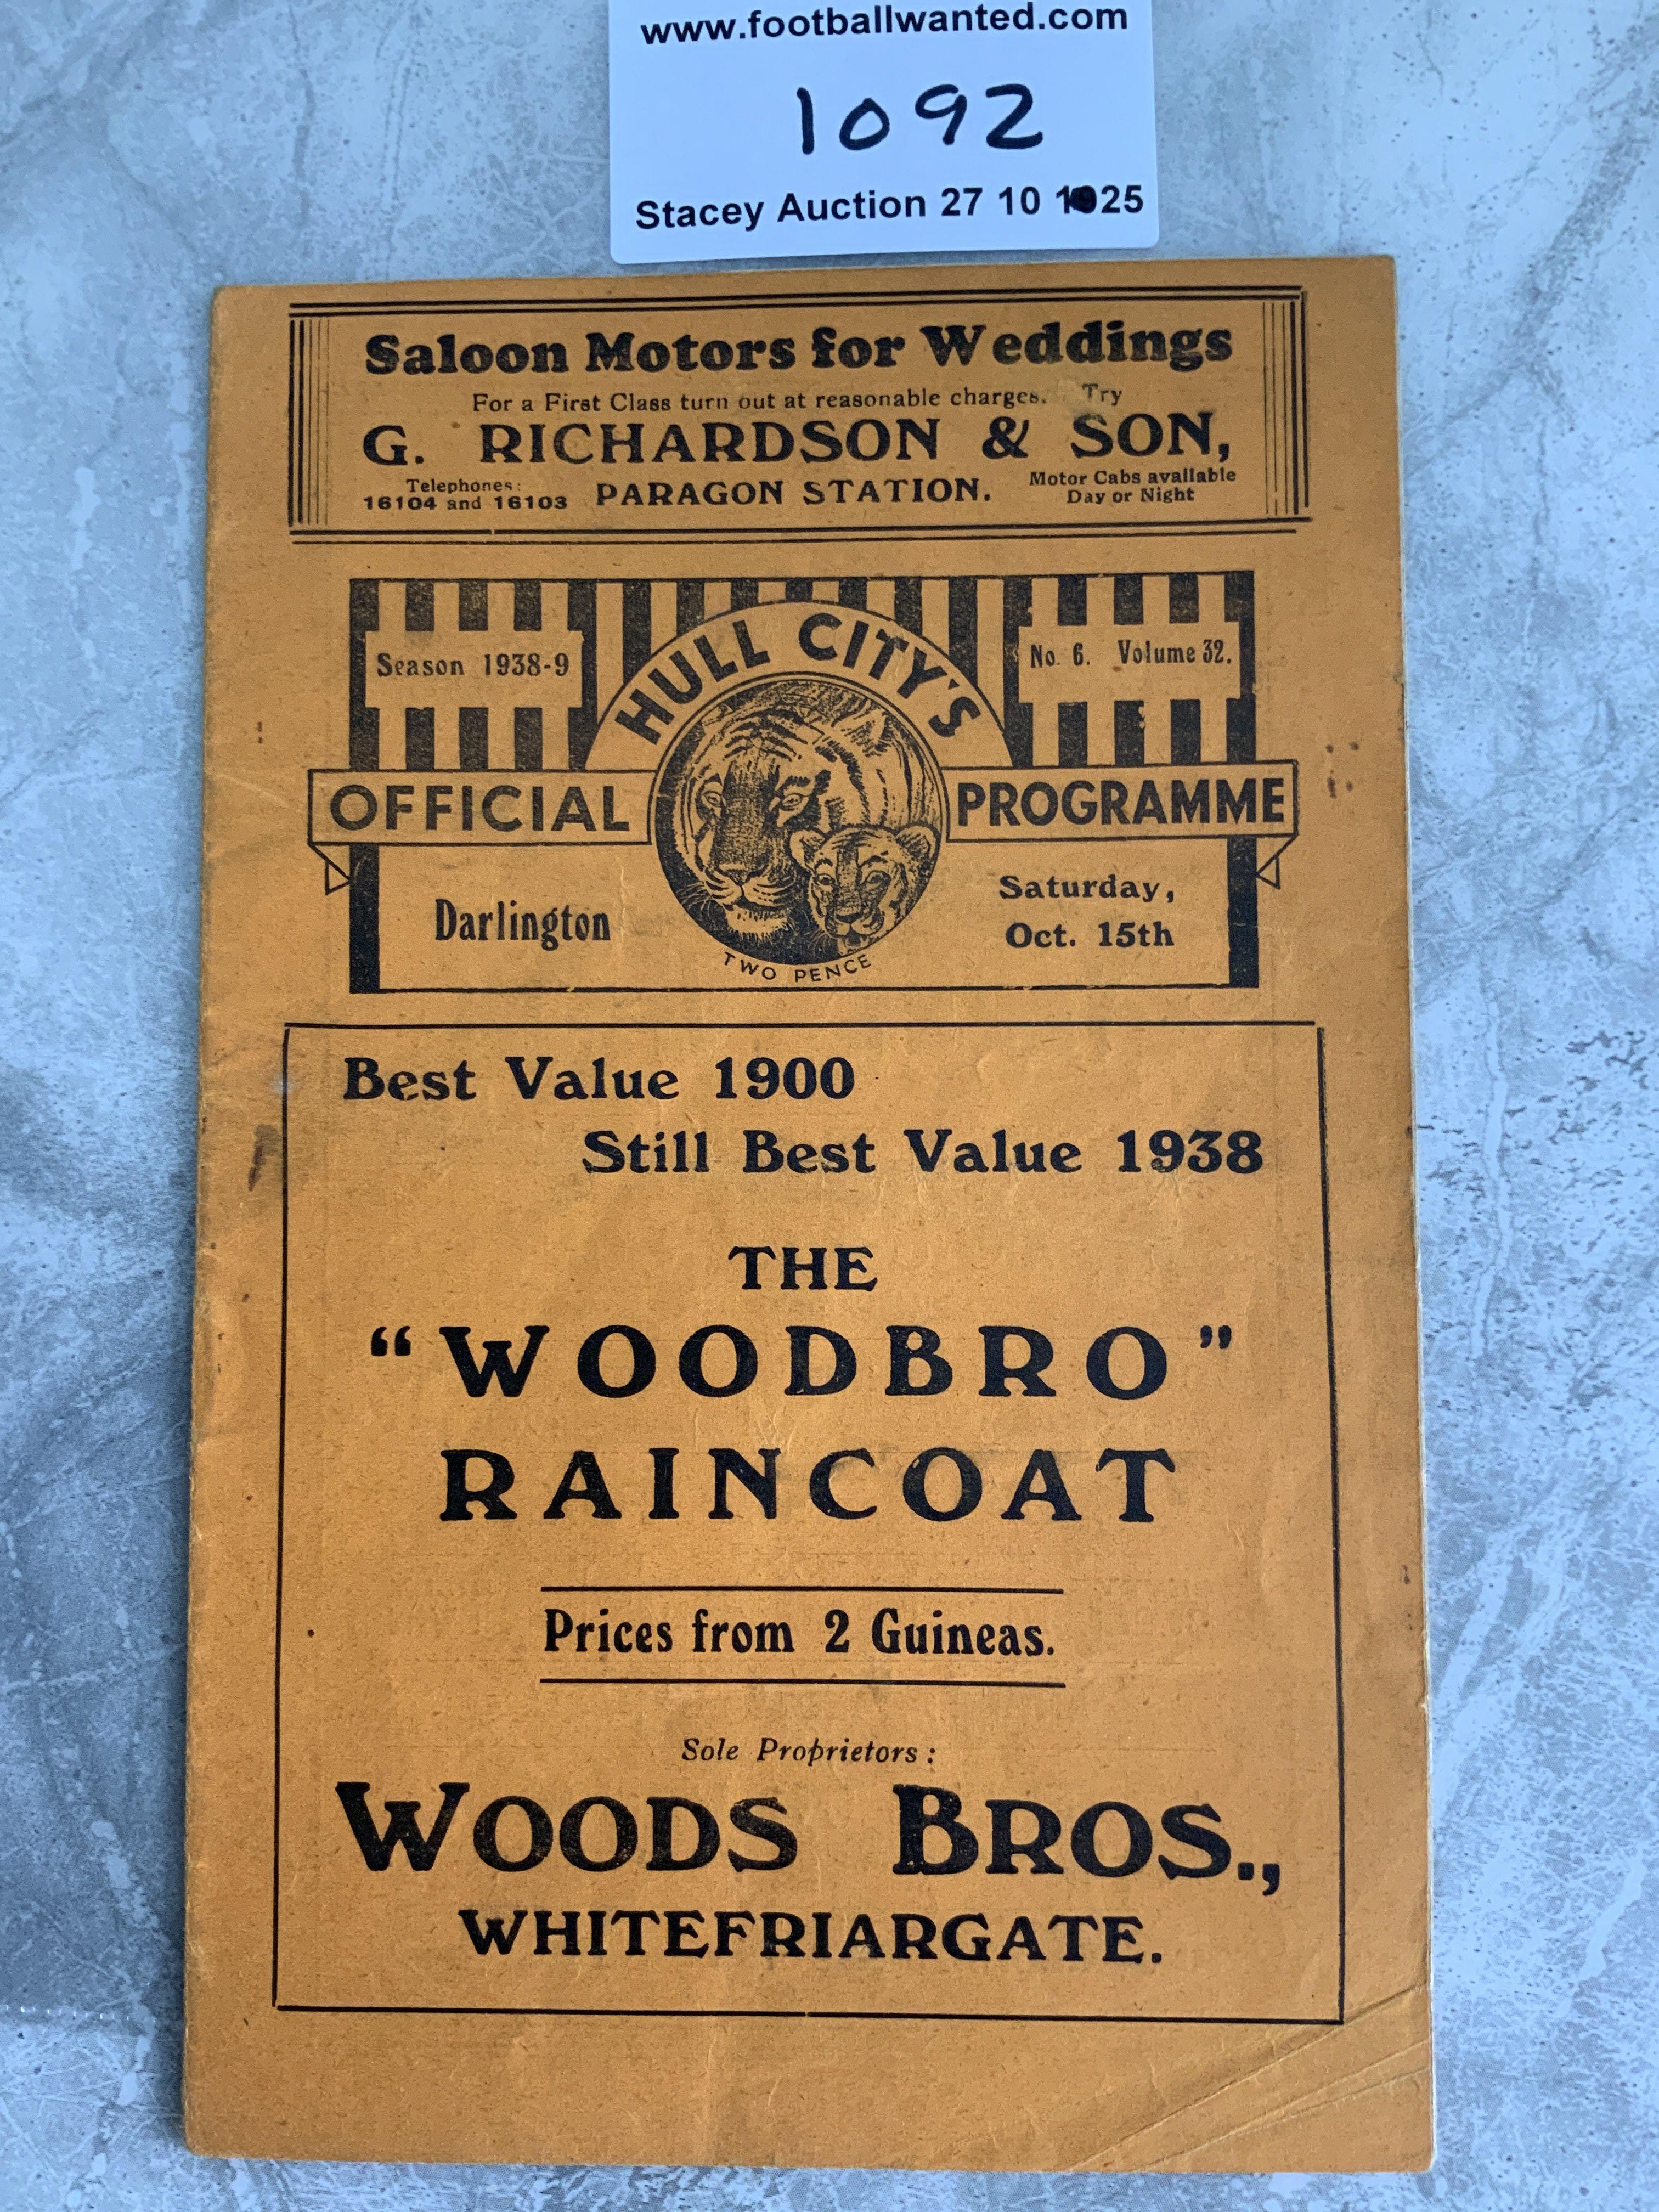 www.footballwanted.com
1092
Stacey Auction 27 10 1925
Saloon Motors for Weddings
For a First Class turn out at reasonable charges. Try
G. RICHARDSON & SON,
Telephones:
16104 and 16103
PARAGON STATION.
Motor Cabs available
Day or Night
Season 1938-9
HULL CITY'S
No. 6. Volume 32.
OFFICIAL
PROGRAMME
Darlington
Saturday,
Oct. 15th
TWO PENCE
Best Value 1900
Still Best Value 1938
THE
"WOODBRO"
RAINCOAT
Prices from 2 Guineas.
Sole Proprietors:
WOODS BROS.,
WHITEFRIARGATE.